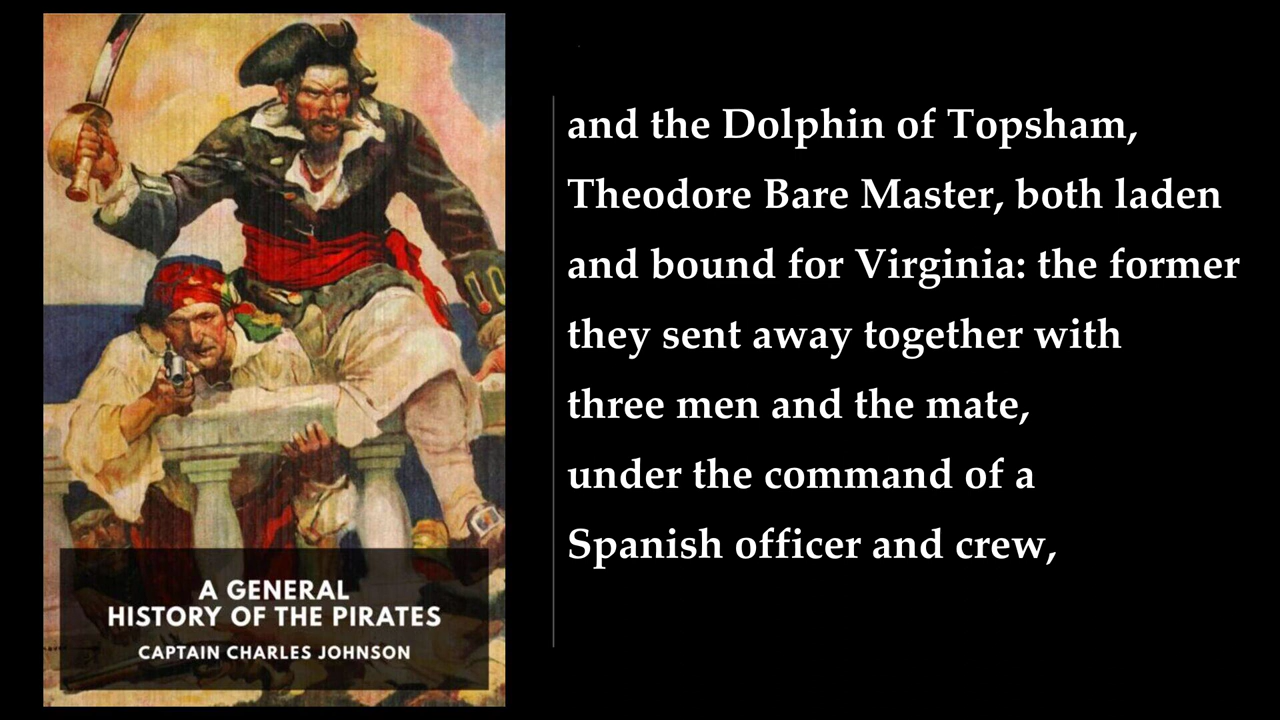 A GENERAL
HISTORY OF THE PIRATES
CAPTAIN CHARLES JOHNSON
and the Dolphin of Topsham,
Theodore Bare Master, both laden
and bound for Virginia: the former
they sent away together with
three men and the mate,
under the command of a
Spanish officer and crew,